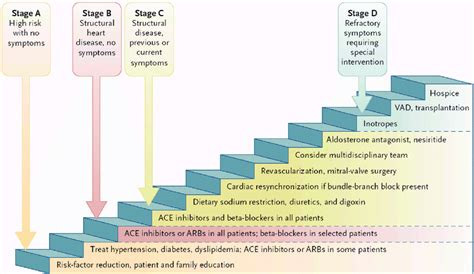 Stage A
High risk
with no
symptoms
Stage B
Structural
heart
disease, no
symptoms
Stage C
Structural
disease,
previous or
current
symptoms
Stage D
Refractory
symptoms
requiring
special
intervention
Hospice
VAD, transplantation
Inotropes
Aldosterone antagonist, nesiritide
Consider multidisciplinary team
Revascularization, mitral-valve surgery
Cardiac resynchronization if bundle-branch block present
Dietary sodium restriction, diuretics, and digoxin
ACE inhibitors and beta-blockers in all patients
ACE inhibitors or ARBs in all patients; beta-blockers in selected patients
Treat hypertension, diabetes, dyslipidemia; ACE inhibitors or ARBs in some patients
Risk-factor reduction, patient and family education